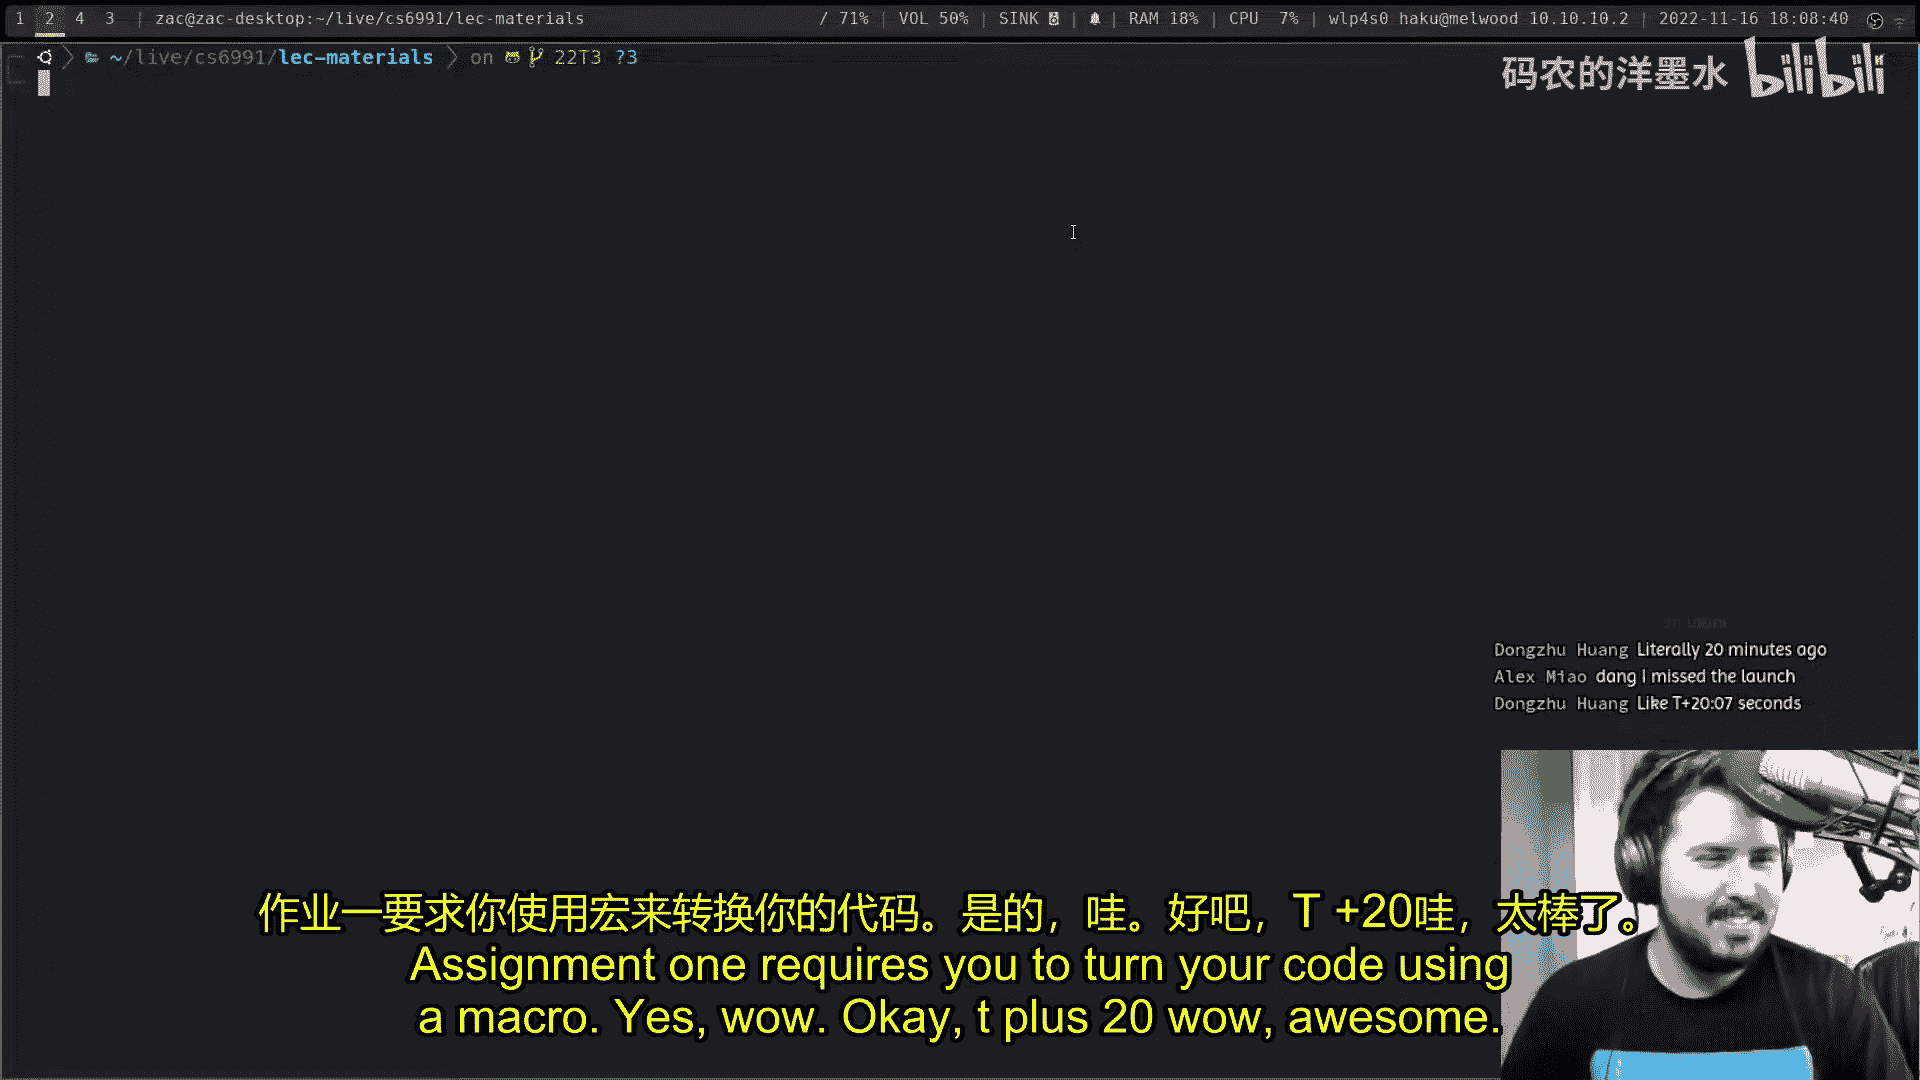 1 2 4 3 | zac@zac-desktop:~/live/cs6991/lec-materials / 71% | VOL 50% | SINK | | RAM 18% | CPU 7% | wlp4s0 haku@melwood 10.10.10.2 | 2022-11-16 18:08:40
~/live/cs6991/lec-materials on 22T3 ?3
码农的洋墨水 bilibili
Dongzhu Huang Literally 20 minutes ago
Alex Miao dang I missed the launch
Dongzhu Huang Like T+20:07 seconds
作业一要求你使用宏来转换你的代码。是的，哇。好吧，T +20哇，太棒了。
Assignment one requires you to turn your code using
a macro. Yes, wow. Okay, t plus 20 wow, awesome.